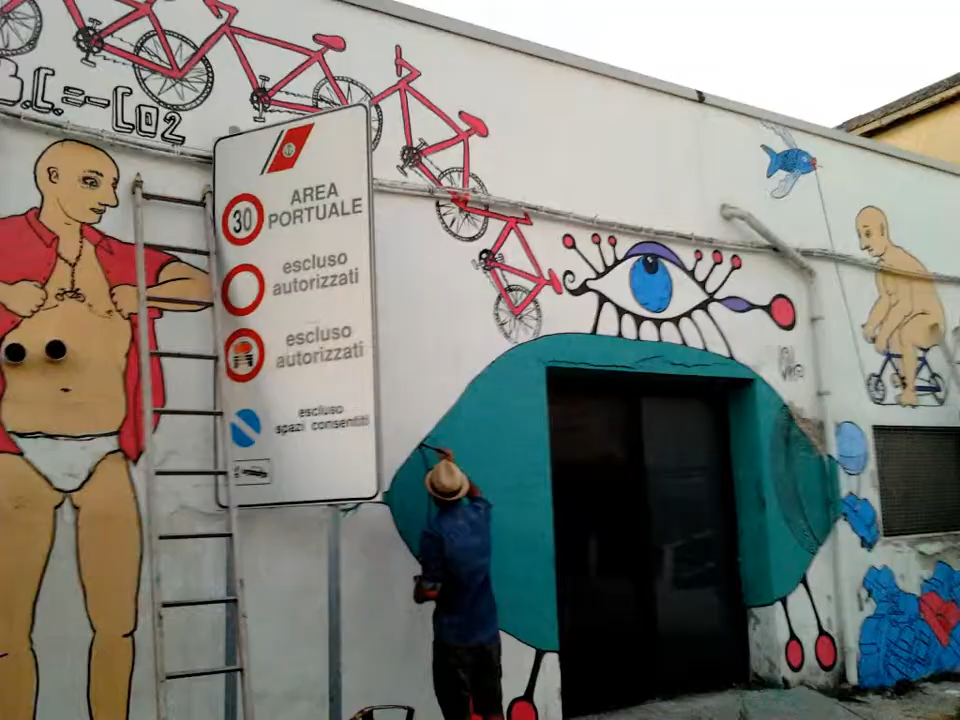 B.C.=-CO2
30
AREA
PORTUALE
escluso
autorizzati
escluso
autorizzati
escluso
spazi consentiti